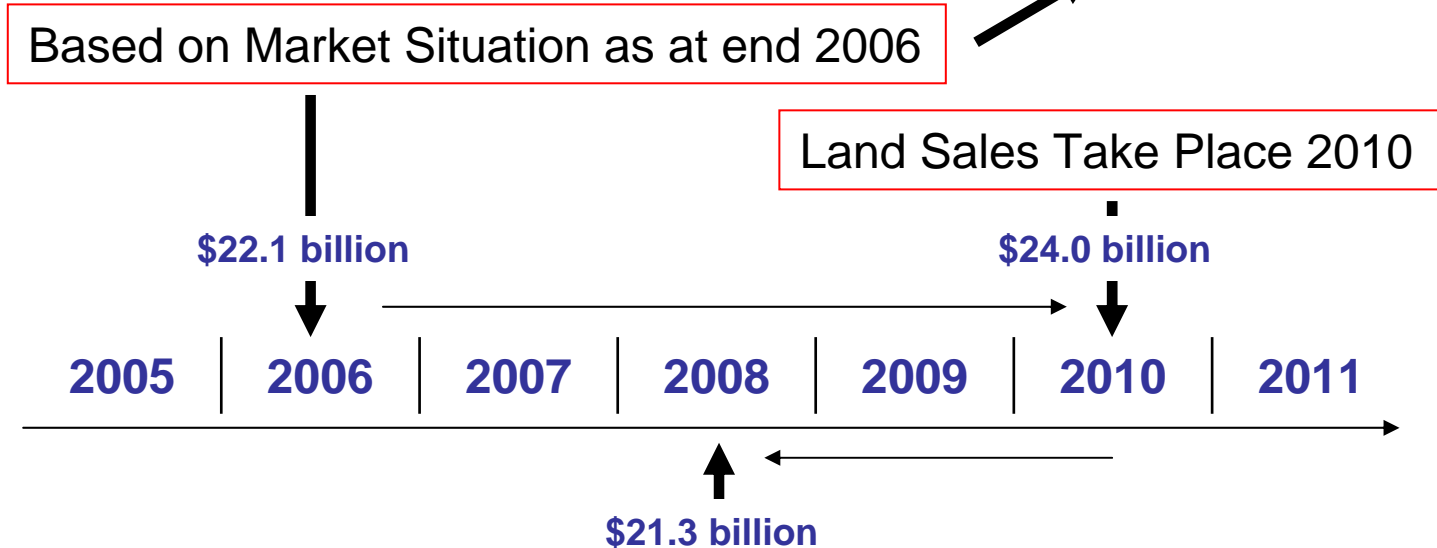 Based on Market Situation as at end 2006
Land Sales Take Place 2010
$22.1 billion
$24.0 billion
2005 2006 2007 2008 2009 2010 2011
$21.3 billion